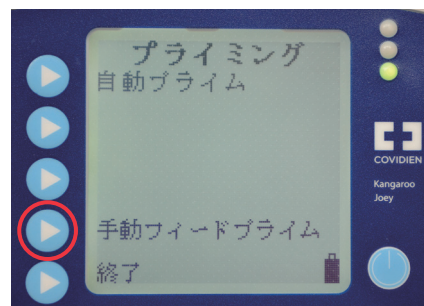 プライミング
自動プライム
手動フィードプライム
終了
COVIDIEN
Kangaroo
Joey